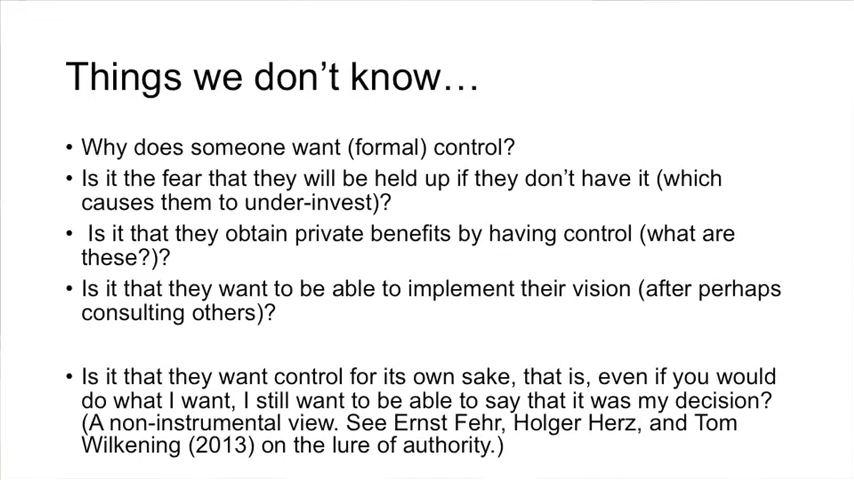 Things we don’t know…
• Why does someone want (formal) control?
• Is it the fear that they will be held up if they don’t have it (which
causes them to under-invest)?
• Is it that they obtain private benefits by having control (what are
these?)?
• Is it that they want to be able to implement their vision (after perhaps
consulting others)?
• Is it that they want control for its own sake, that is, even if you would
do what I want, I still want to be able to say that it was my decision?
(A non-instrumental view. See Ernst Fehr, Holger Herz, and Tom
Wilkening (2013) on the lure of authority.)